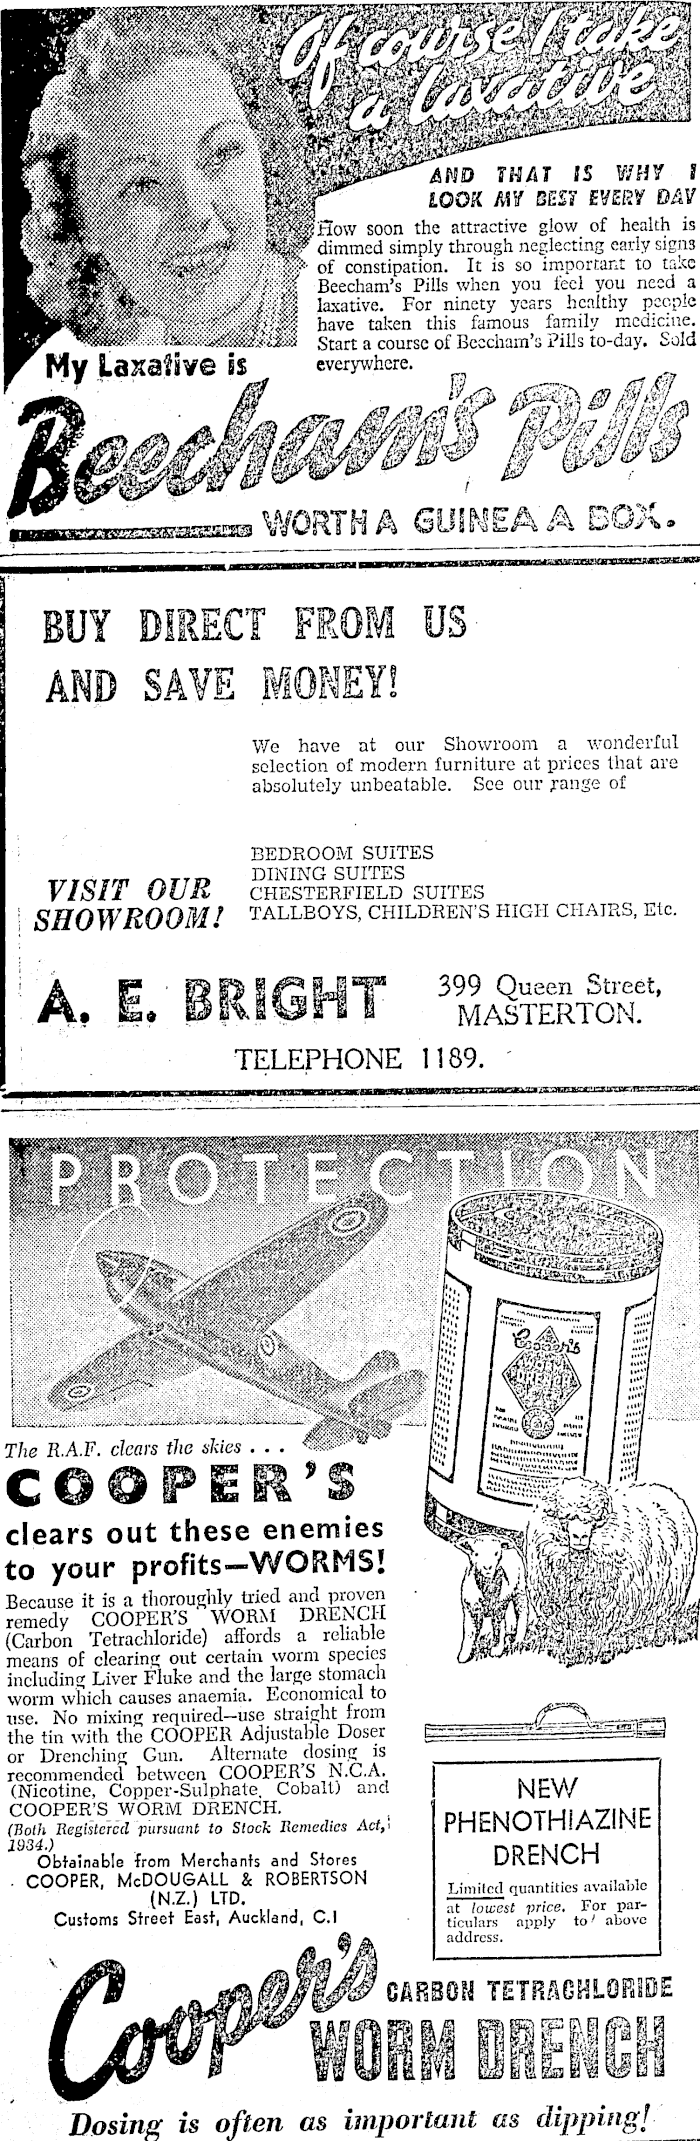 Of course I take
a laxative
AND THAT IS WHY I
LOOK MY BEST EVERY DAY
How soon the attractive glow of health is
dimmed simply through neglecting early signs
of constipation. It is so important to take
Beecham's Pills when you feel you need a
laxative. For ninety years healthy people
have taken this famous family medicine.
Start a course of Beecham's Pills to-day. Sold
everywhere.
My Laxative is
Beecham's Pills
WORTH A GUINEA A BOX.
BUY DIRECT FROM US
AND SAVE MONEY!
We have at our Showroom a wonderful
selection of modern furniture at prices that are
absolutely unbeatable. See our range of
BEDROOM SUITES
DINING SUITES
CHESTERFIELD SUITES
TALLBOYS, CHILDREN'S HIGH CHAIRS, Etc.
VISIT OUR
SHOWROOM!
A. E. BRIGHT
399 Queen Street,
MASTERTON.
TELEPHONE 1189.
PROTECTION
Cooper's
The R.A.F. clears the skies . . .
COOPER'S
clears out these enemies
to your profits—WORMS!
Because it is a thoroughly tried and proven
remedy COOPER'S WORM DRENCH
(Carbon Tetrachloride) affords a reliable
means of clearing out certain worm species
including Liver Fluke and the large stomach
worm which causes anaemia. Economical to
use. No mixing required—use straight from
the tin with the COOPER Adjustable Doser
or Drenching Gun. Alternate dosing is
recommended between COOPER'S N.C.A.
(Nicotine, Copper-Sulphate, Cobalt) and
COOPER'S WORM DRENCH.
(Both Registered pursuant to Stock Remedies Act,
1934.)
Obtainable from Merchants and Stores
COOPER, McDOUGALL & ROBERTSON
(N.Z.) LTD.
Customs Street East, Auckland, C.1
NEW
PHENOTHIAZINE
DRENCH
Limited quantities available
at lowest price. For par-
ticulars apply to above
address.
Cooper's CARBON TETRACHLORIDE
WORM DRENCH
Dosing is often as important as dipping!